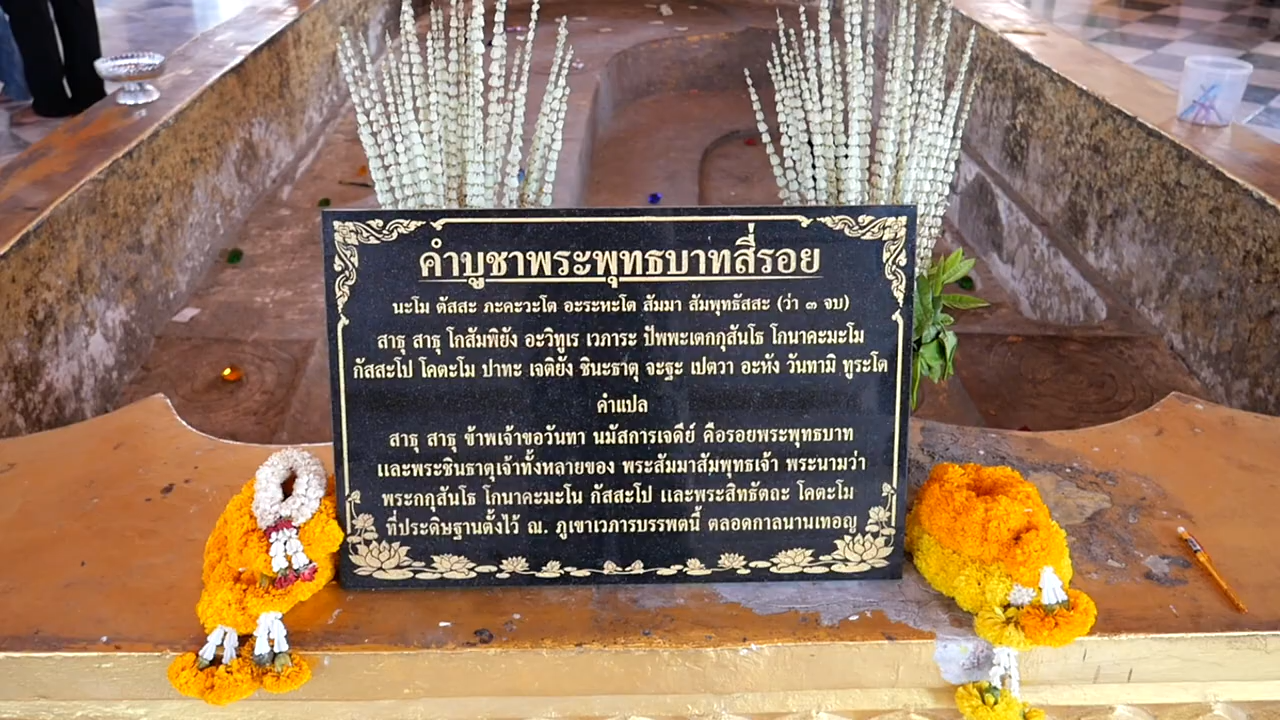 คำบูชาพระพุทธบาทสี่รอย
นะโม ตัสสะ ภะคะวะโต อะระหะโต สัมมา สัมพุทธัสสะ (ว่า ๓ จบ)
สาธุ สาธุ โกสัมพิยัง อะวิทูเร เวภาระ ปัพพะเตกกุสันโธ โกนาคะมะโม
กัสสะโป โคตะโม ปาทะ เจติยัง ชินะธาตุ จะฐะ เปตวา อะหัง วันทามิ ทูระโต
คำแปล
สาธุ สาธุ ข้าพเจ้าขอวันทา นมัสการเจดีย์ คือรอยพระพุทธบาท
และพระชินธาตุเจ้าทั้งหลายของ พระสัมมาสัมพุทธเจ้า พระนามว่า
พระกกุสันโธ โกนาคะมะโน กัสสะโป และพระสิทธัตถะ โคตะโม
ที่ประดิษฐานตั้งไว้ ณ. ภูเขาเวภารบรรพตนี้ ตลอดกาลนานเทอญ